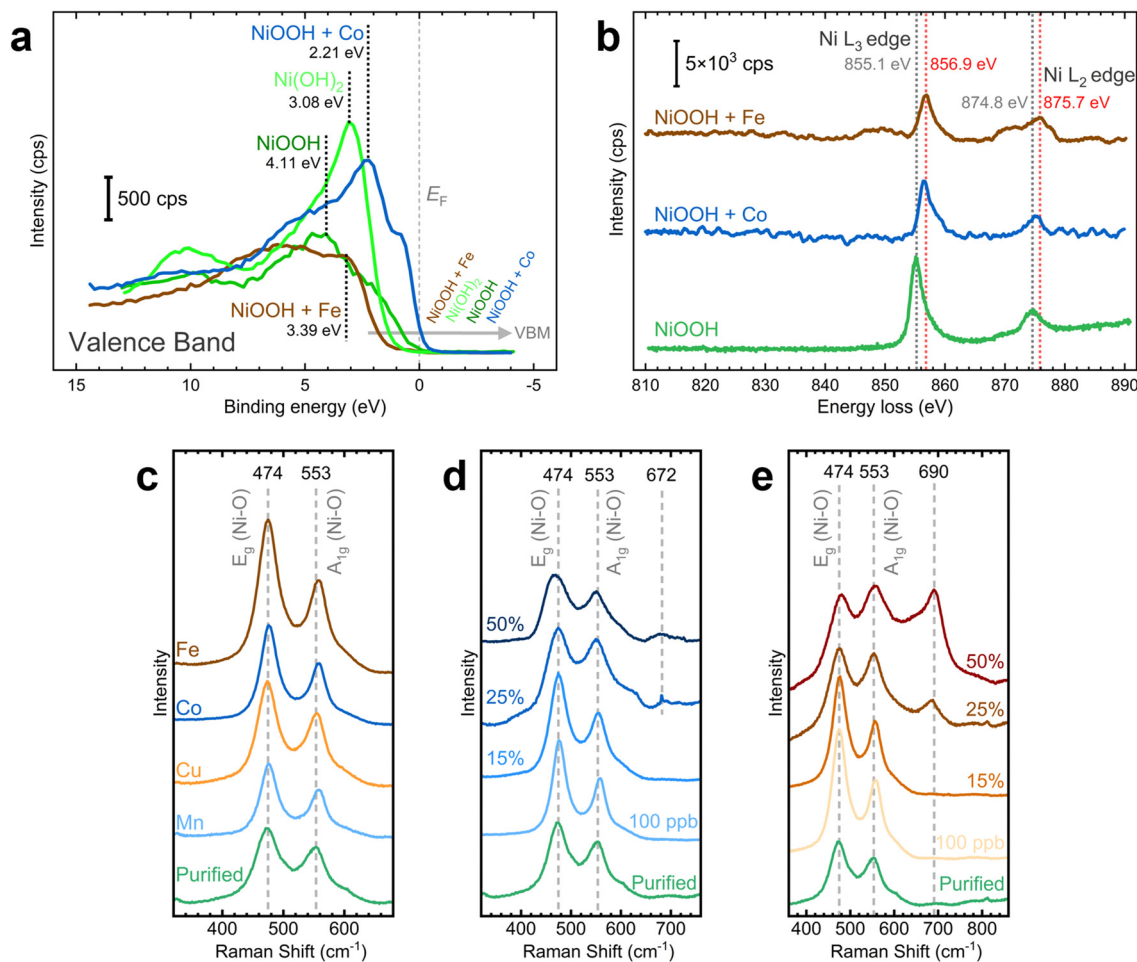 a
NiOOH + Co
2.21 eV
Ni(OH)2
3.08 eV
NiOOH
4.11 eV
500 cps
EF
NiOOH + Fe
Ni(OH)2
NiOOH
NiOOH + Co
NiOOH + Fe
3.39 eV
VBM
Valence Band
Intensity (cps)
15 10 5 0 -5
Binding energy (eV)
b
5×10³ cps
Ni L3 edge
855.1 eV 856.9 eV
Ni L2 edge
874.8 eV 875.7 eV
NiOOH + Fe
NiOOH + Co
NiOOH
Intensity (cps)
810 820 830 840 850 860 870 880 890
Energy loss (eV)
c
474 553
Eg (Ni-O)
A1g (Ni-O)
Fe
Co
Cu
Mn
Purified
Intensity
400 500 600
Raman Shift (cm-1)
d
474 553 672
Eg (Ni-O)
A1g (Ni-O)
50%
25%
15%
100 ppb
Purified
Intensity
400 500 600 700
Raman Shift (cm-1)
e
474 553 690
Eg (Ni-O)
A1g (Ni-O)
50%
25%
15%
100 ppb
Purified
Intensity
400 500 600 700 800
Raman Shift (cm-1)